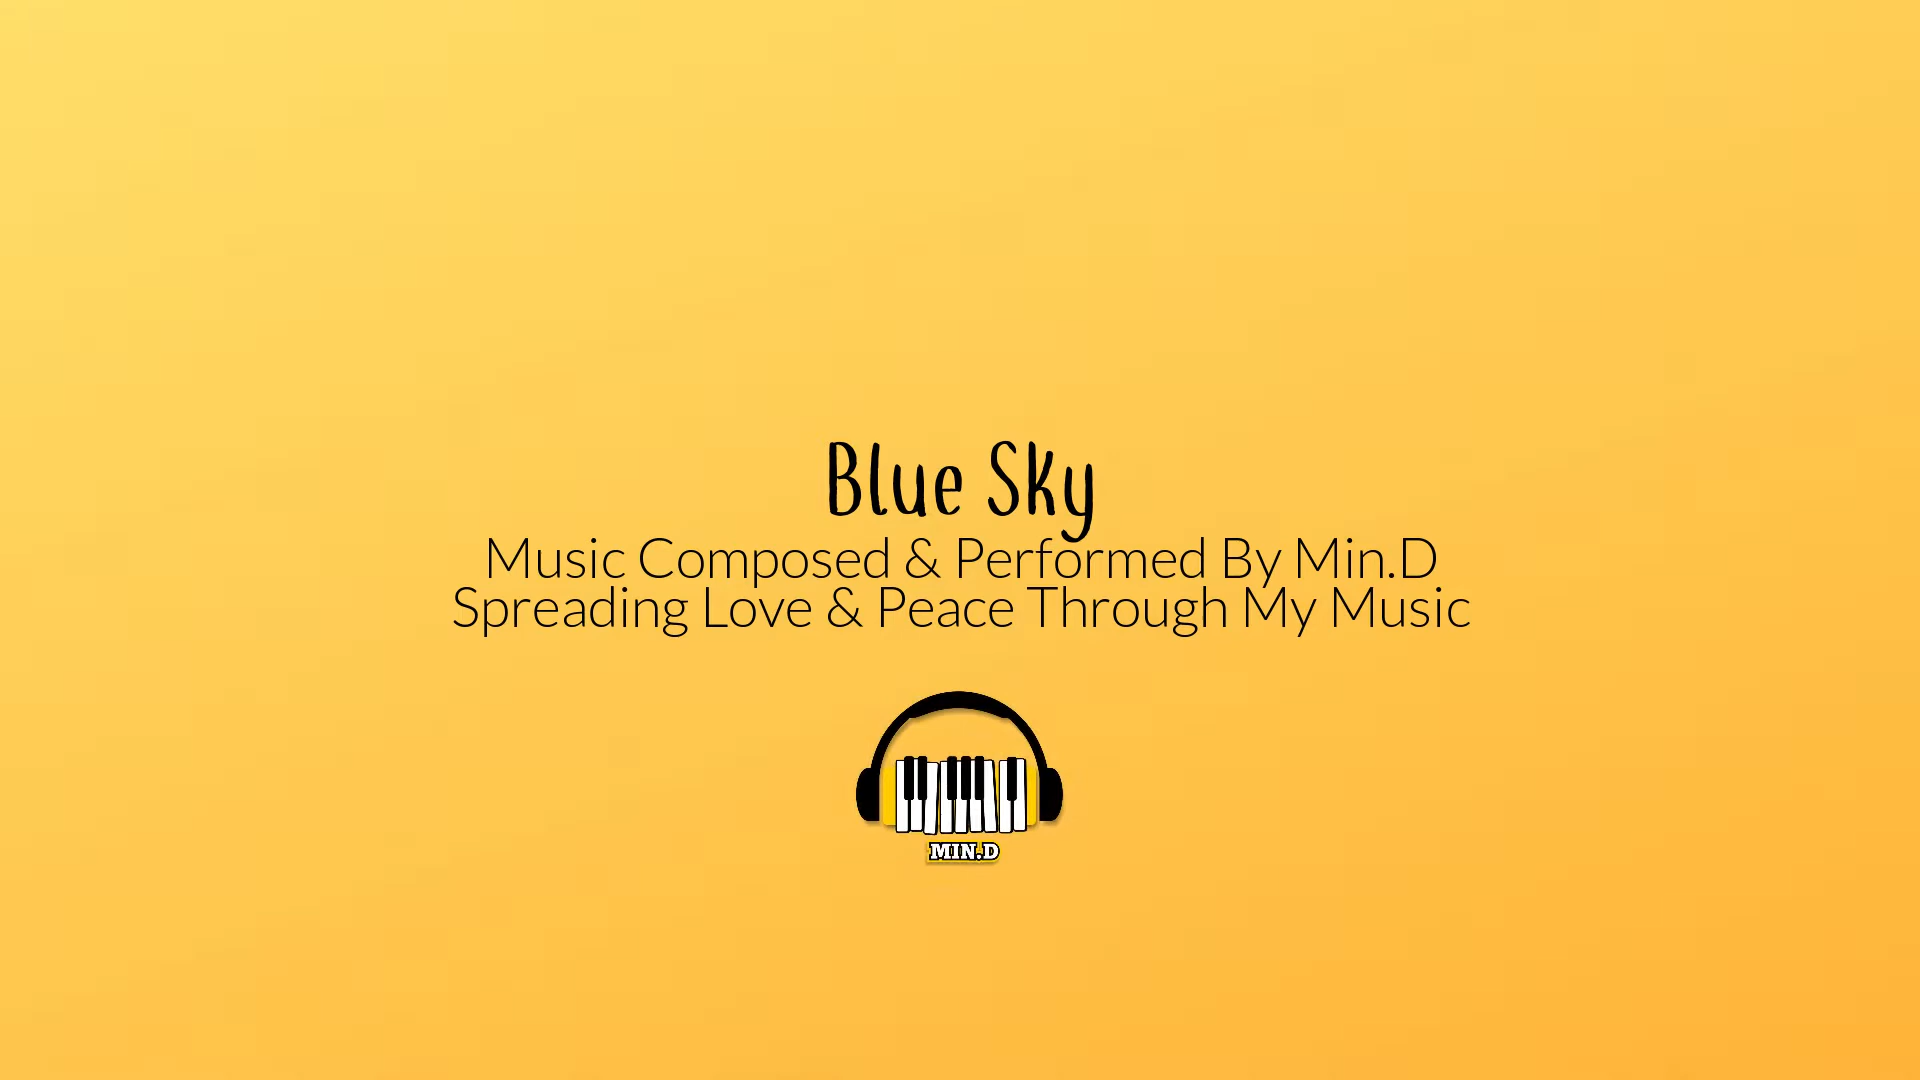 Blue Sky
Music Composed & Performed By Min.D
Spreading Love & Peace Through My Music
MIN.D